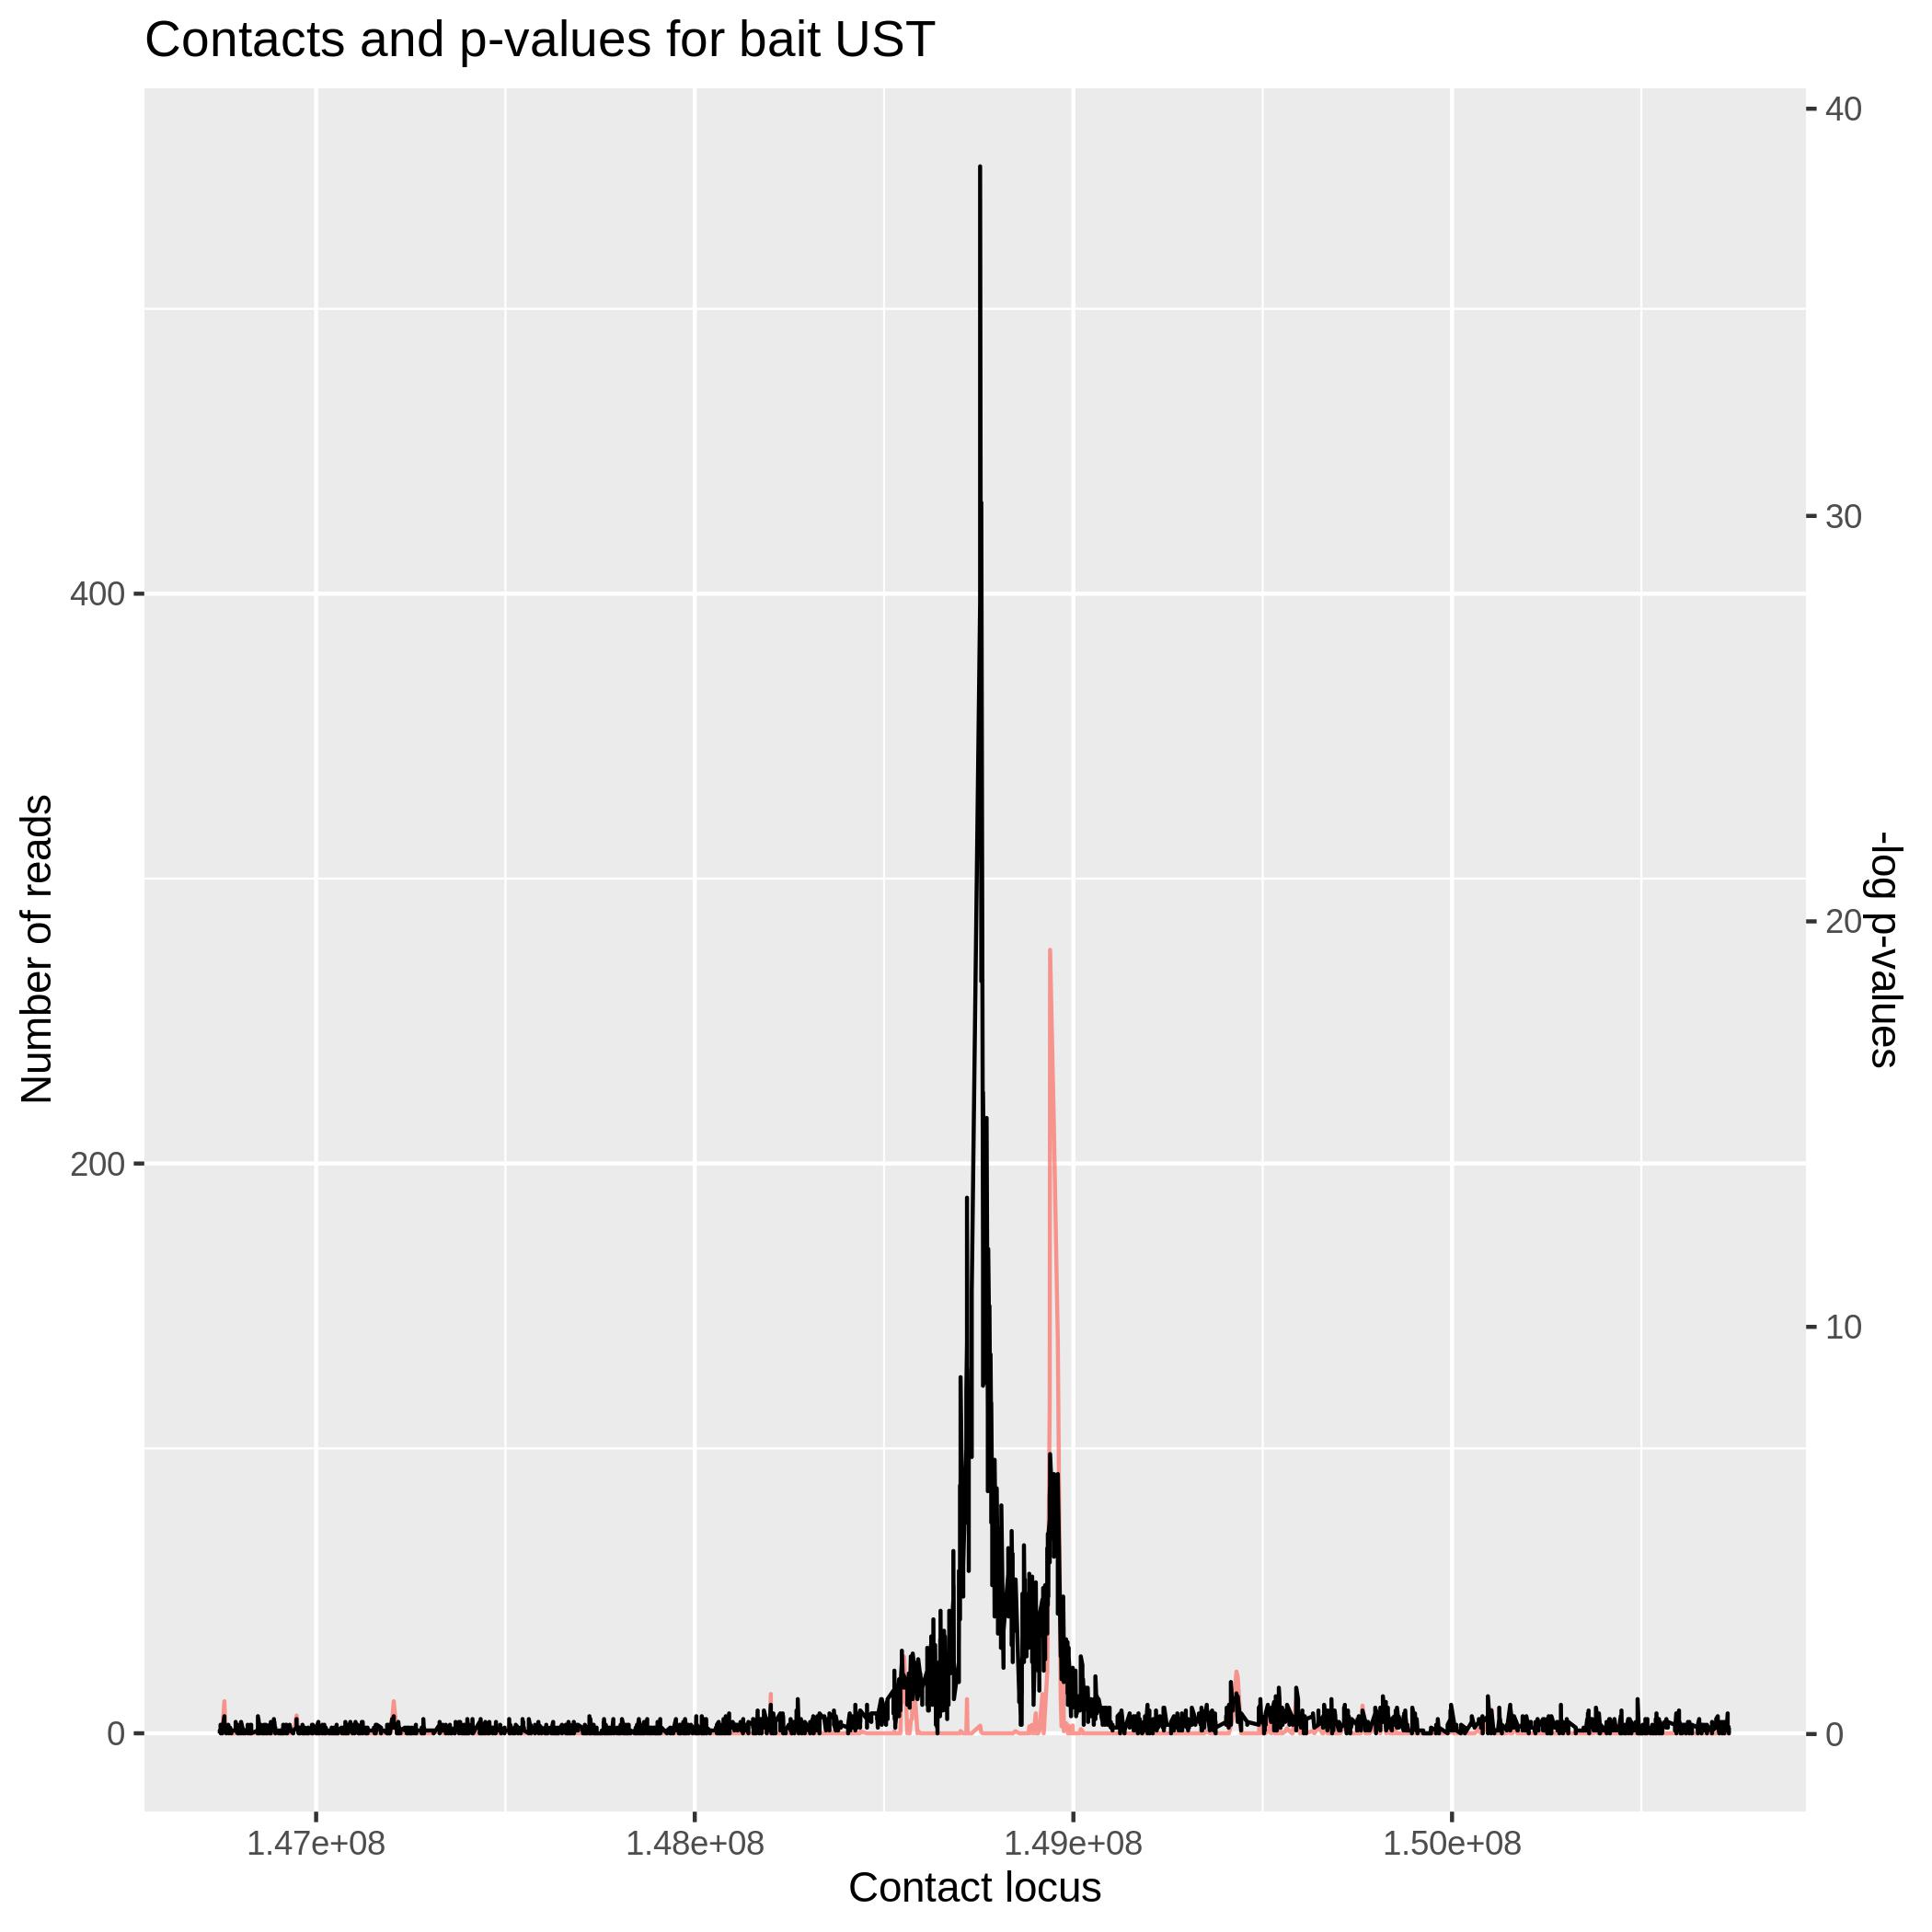 Contacts and p-values for bait UST
Number of reads
400
200
0
40
30
20
10
0
-log p-values
1.47e+08
1.48e+08
1.49e+08
1.50e+08
Contact locus